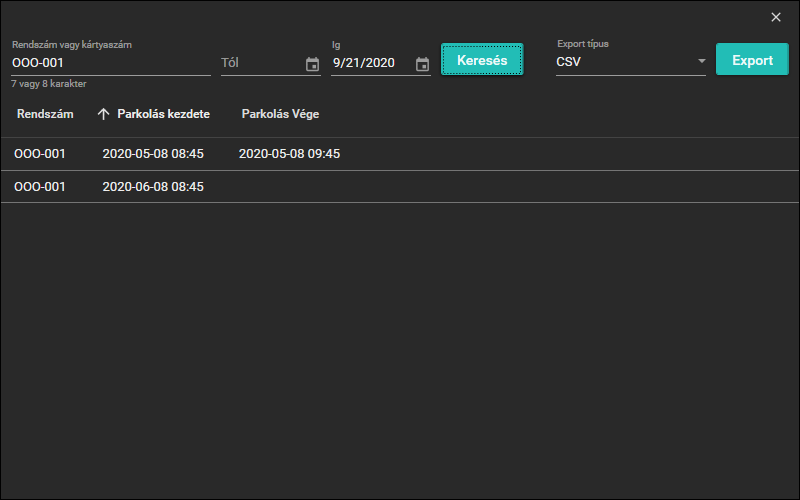 Rendszám vagy kártyaszám
OOO-001
7 vagy 8 karakter
Tól
Ig
9/21/2020
Keresés
Export típus
CSV
Export
Rendszám Parkolás kezdete Parkolás Vége
OOO-001 2020-05-08 08:45 2020-05-08 09:45
OOO-001 2020-06-08 08:45